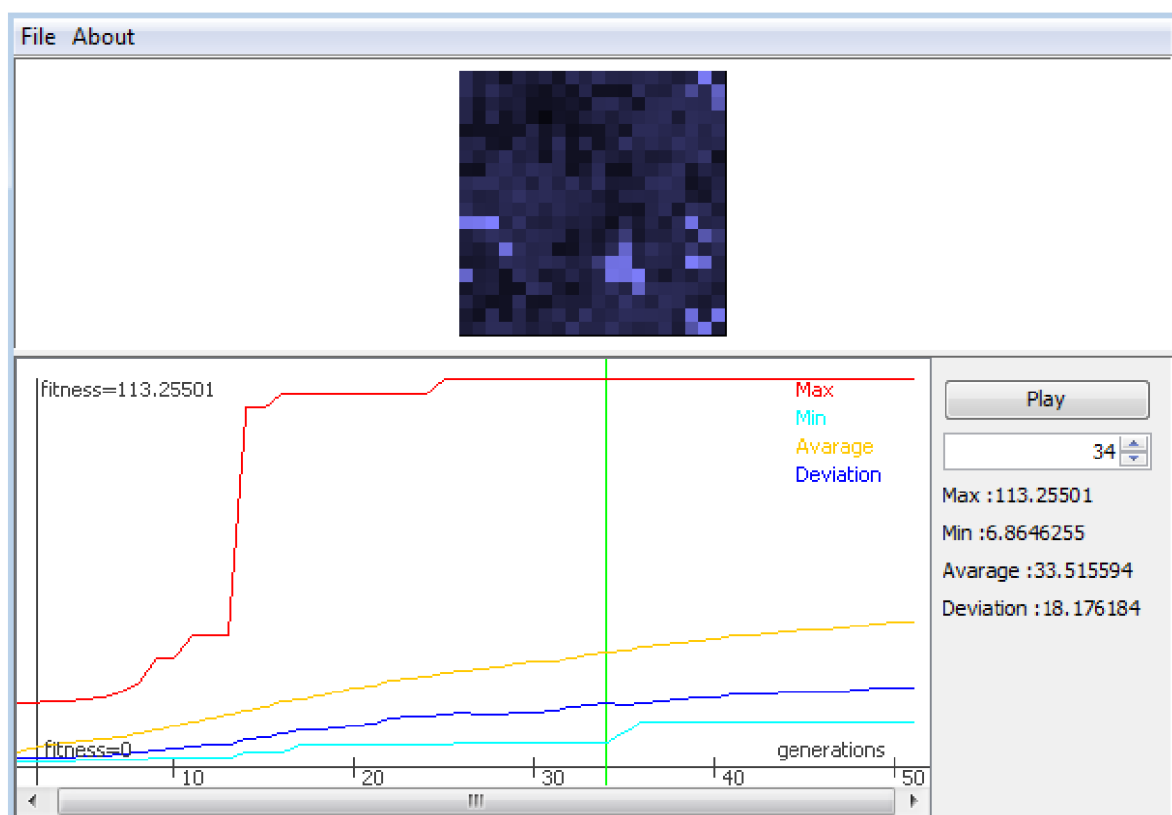 File About
fitness=113.25501
Max
Min
Avarage
Deviation
fitness=0
generations
10 20 30 40 50
Play
34
Max :113.25501
Min :6.8646255
Avarage :33.515594
Deviation :18.176184